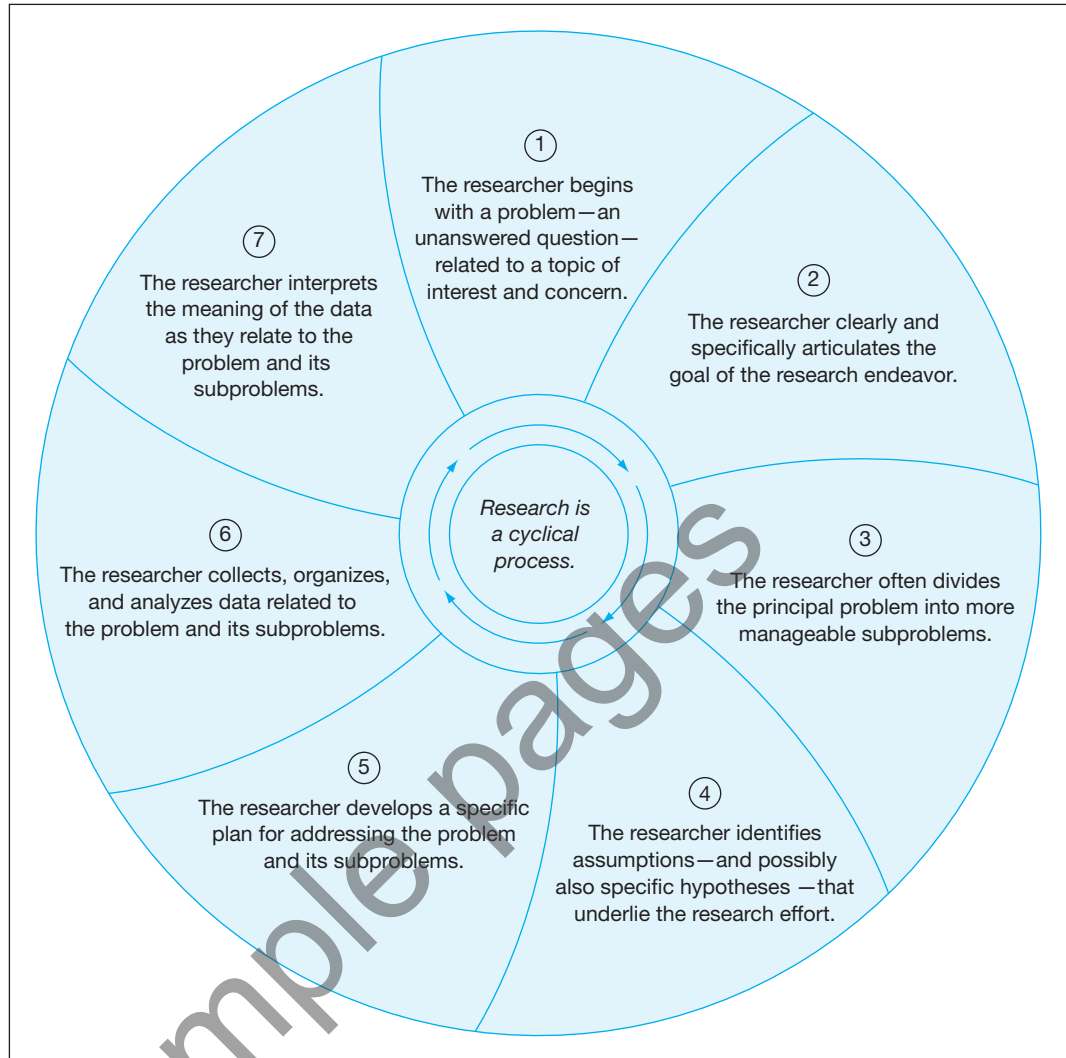 1
The researcher begins
with a problem—an
unanswered question—
related to a topic of
interest and concern.
2
The researcher clearly and
specifically articulates the
goal of the research endeavor.
3
The researcher often divides
the principal problem into more
manageable subproblems.
4
The researcher identifies
assumptions—and possibly
also specific hypotheses —that
underlie the research effort.
5
The researcher develops a specific
plan for addressing the problem
and its subproblems.
6
The researcher collects, organizes,
and analyzes data related to
the problem and its subproblems.
7
The researcher interprets
the meaning of the data
as they relate to the
problem and its
subproblems.
Research is
a cyclical
process.
mple pages